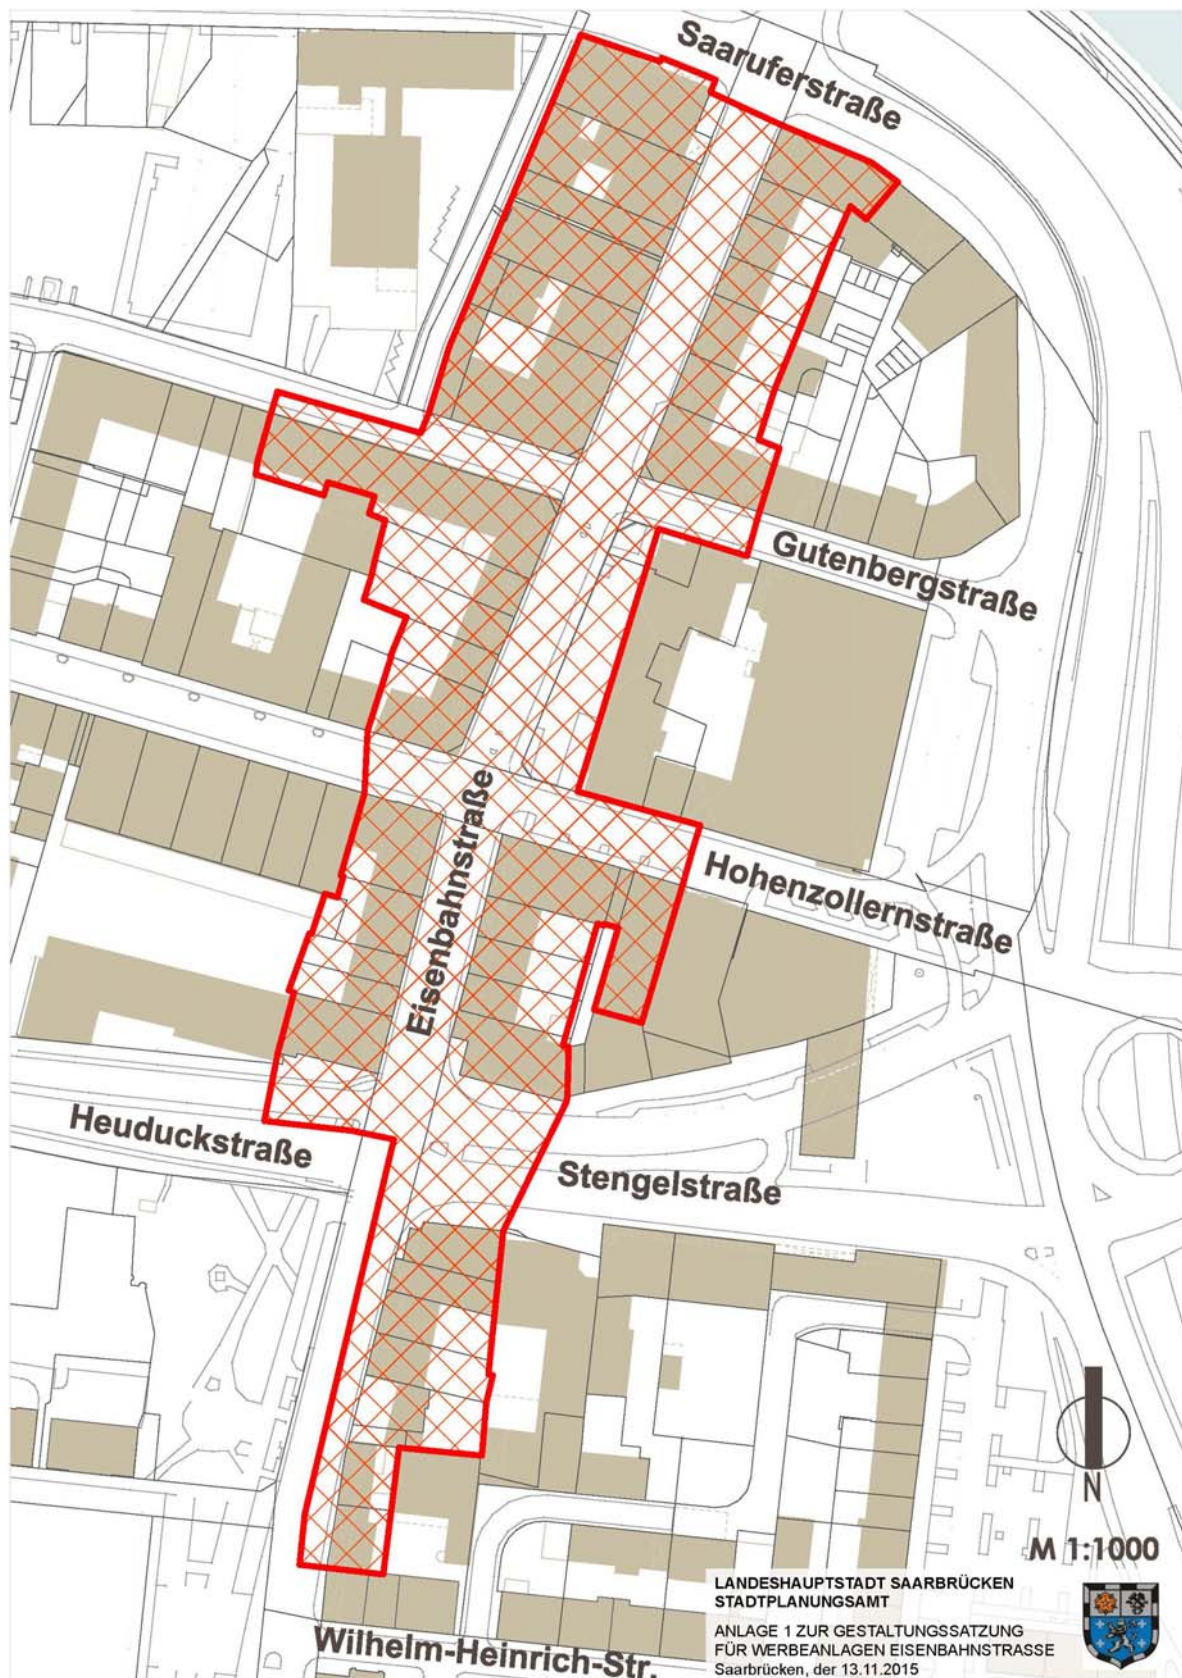 Saaruferstraße
Gutenbergstraße
Eisenbahnstraße
Hohenzollernstraße
Heuduckstraße
Stengelstraße
N
M 1:1000
LANDESHAUPTSTADT SAARBRÜCKEN
STADTPLANUNGSAMT
ANLAGE 1 ZUR GESTALTUNGSSATZUNG
FÜR WERBEANLAGEN EISENBAHNSTRASSE
Saarbrücken, der 13.11.2015
Wilhelm-Heinrich-Str.